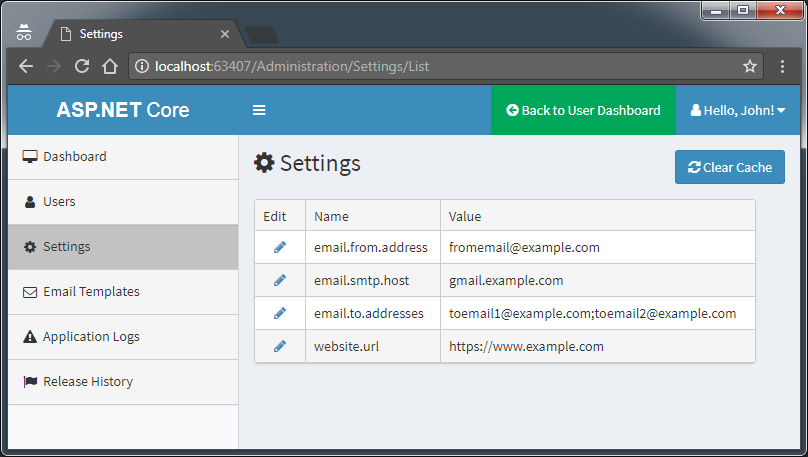 Settings
localhost:63407/Administration/Settings/List
ASP.NET Core
Back to User Dashboard
Hello, John!
Dashboard
Users
Settings
Email Templates
Application Logs
Release History
Settings
Clear Cache
Edit Name Value
email.from.address fromemail@example.com
email.smtp.host gmail.example.com
email.to.addresses toemail1@example.com;toemail2@example.com
website.url https://www.example.com